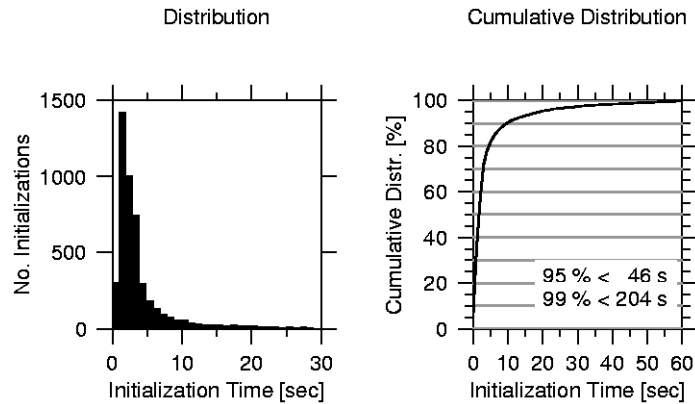 Distribution
Cumulative Distribution
No. Initializations
1500
1000
500
0
0 10 20 30
Initialization Time [sec]
Cumulative Distr. [%]
100
80
60
40
20
0
95 % < 46 s
99 % < 204 s
0 10 20 30 40 50 60
Initialization Time [sec]